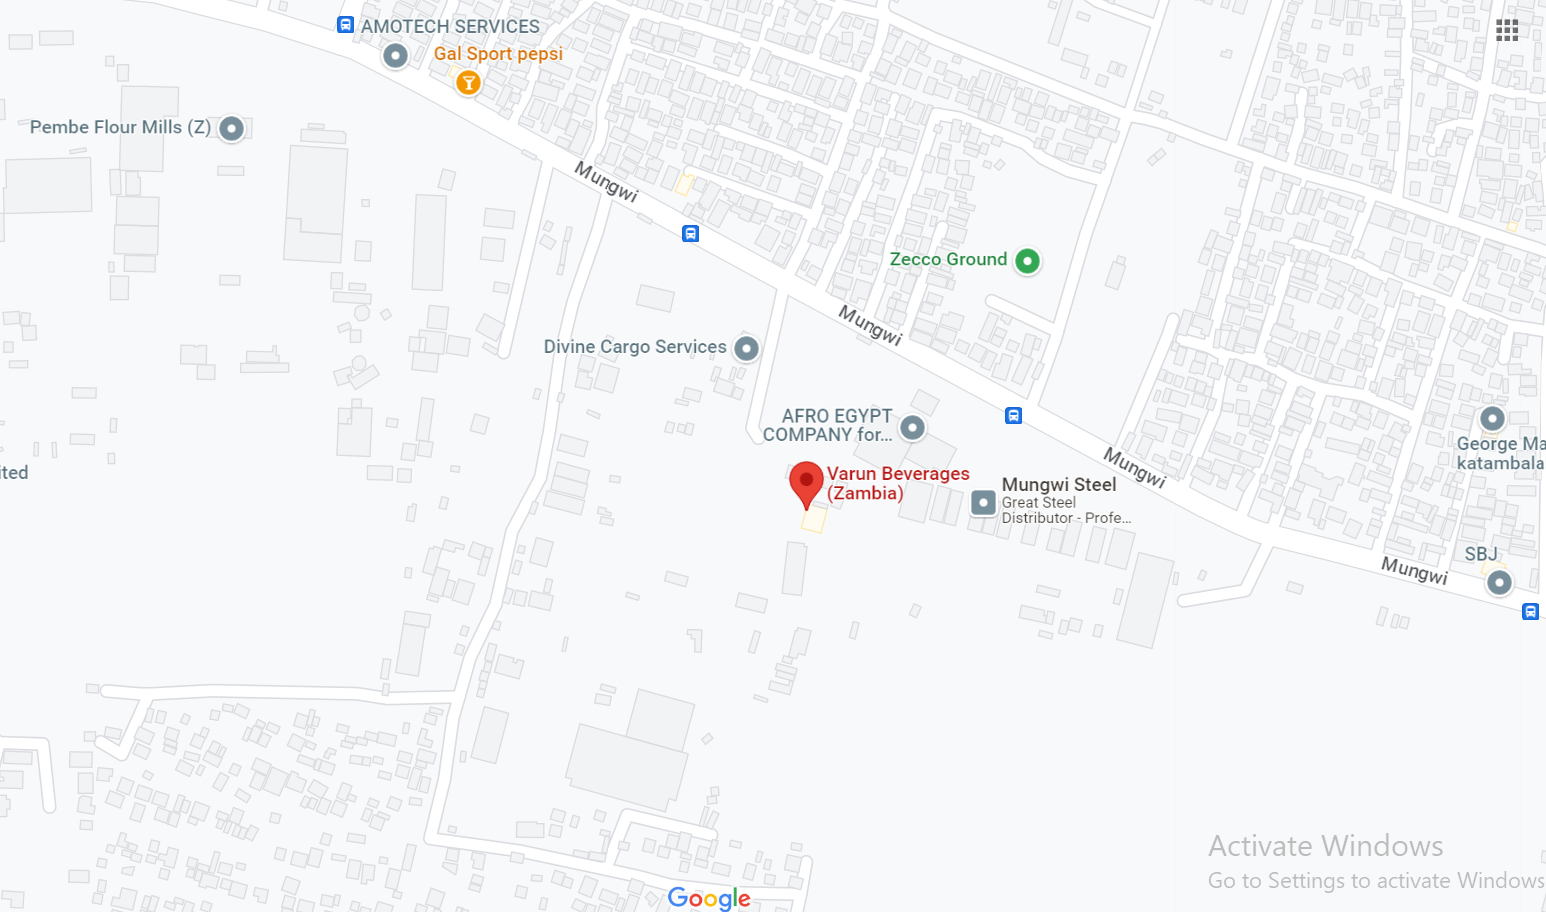 AMOTECH SERVICES
Gal Sport pepsi
Pembe Flour Mills (Z)
Mungwi
Zecco Ground
Mungwi
Divine Cargo Services
AFRO EGYPT
COMPANY for...
George Ma
katambala
Mungwi
ited
Varun Beverages
(Zambia)
Mungwi Steel
Great Steel
Distributor - Profe...
SBJ
Mungwi
Activate Windows
Go to Settings to activate Windows
Google